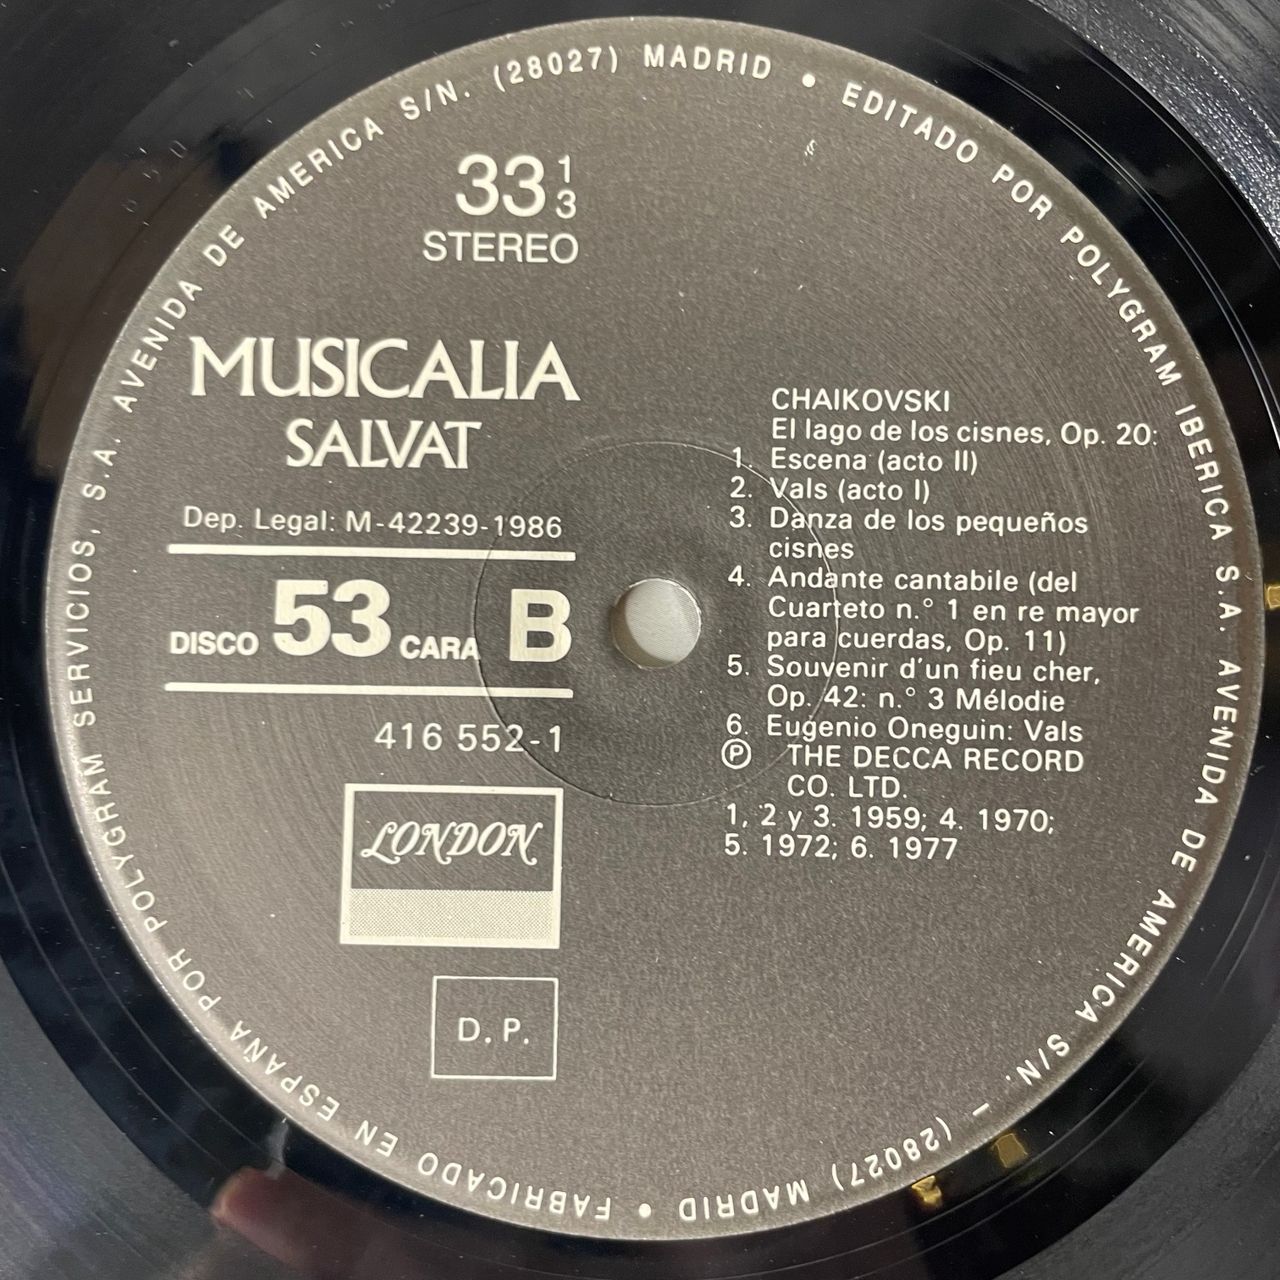 EDITADO POR POLYGRAM IBERICA S.A. AVENIDA DE AMERICA S/N. – (28027) MADRID •
FABRICADO EN ESPAÑA POR POLYGRAM SERVICIOS, S.A. AVENIDA DE AMERICA S/N. (28027) MADRID •
33 1/3
STEREO
MUSICALIA
SALVAT
Dep. Legal: M-42239-1986
DISCO 53 CARA B
416 552-1
LONDON
D. P.
CHAIKOVSKI
El lago de los cisnes, Op. 20:
1. Escena (acto II)
2. Vals (acto I)
3. Danza de los pequeños
cisnes
4. Andante cantabile (del
Cuarteto n.° 1 en re mayor
para cuerdas, Op. 11)
5. Souvenir d'un fieu cher,
Op. 42: n.° 3 Mélodie
6. Eugenio Oneguin: Vals
Ⓟ THE DECCA RECORD
CO. LTD.
1, 2 y 3. 1959; 4. 1970;
5. 1972; 6. 1977